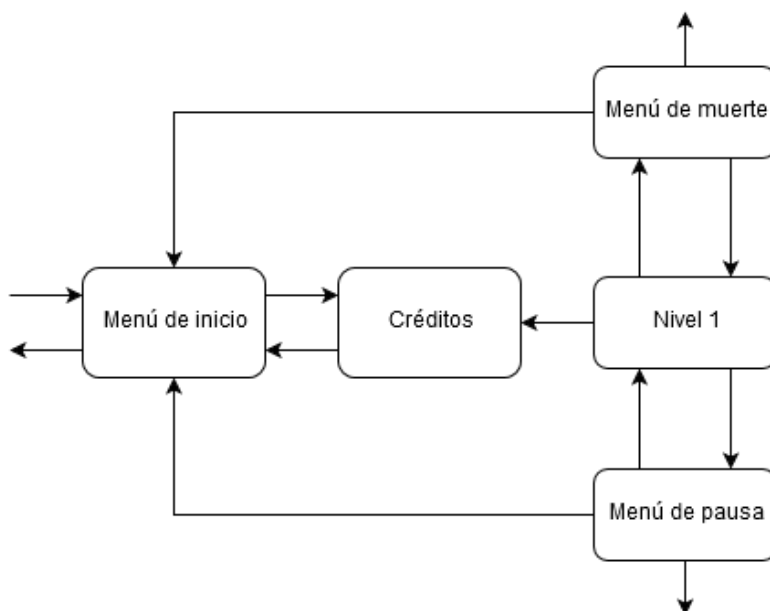 Menú de muerte
Menú de inicio
Créditos
Nivel 1
Menú de pausa